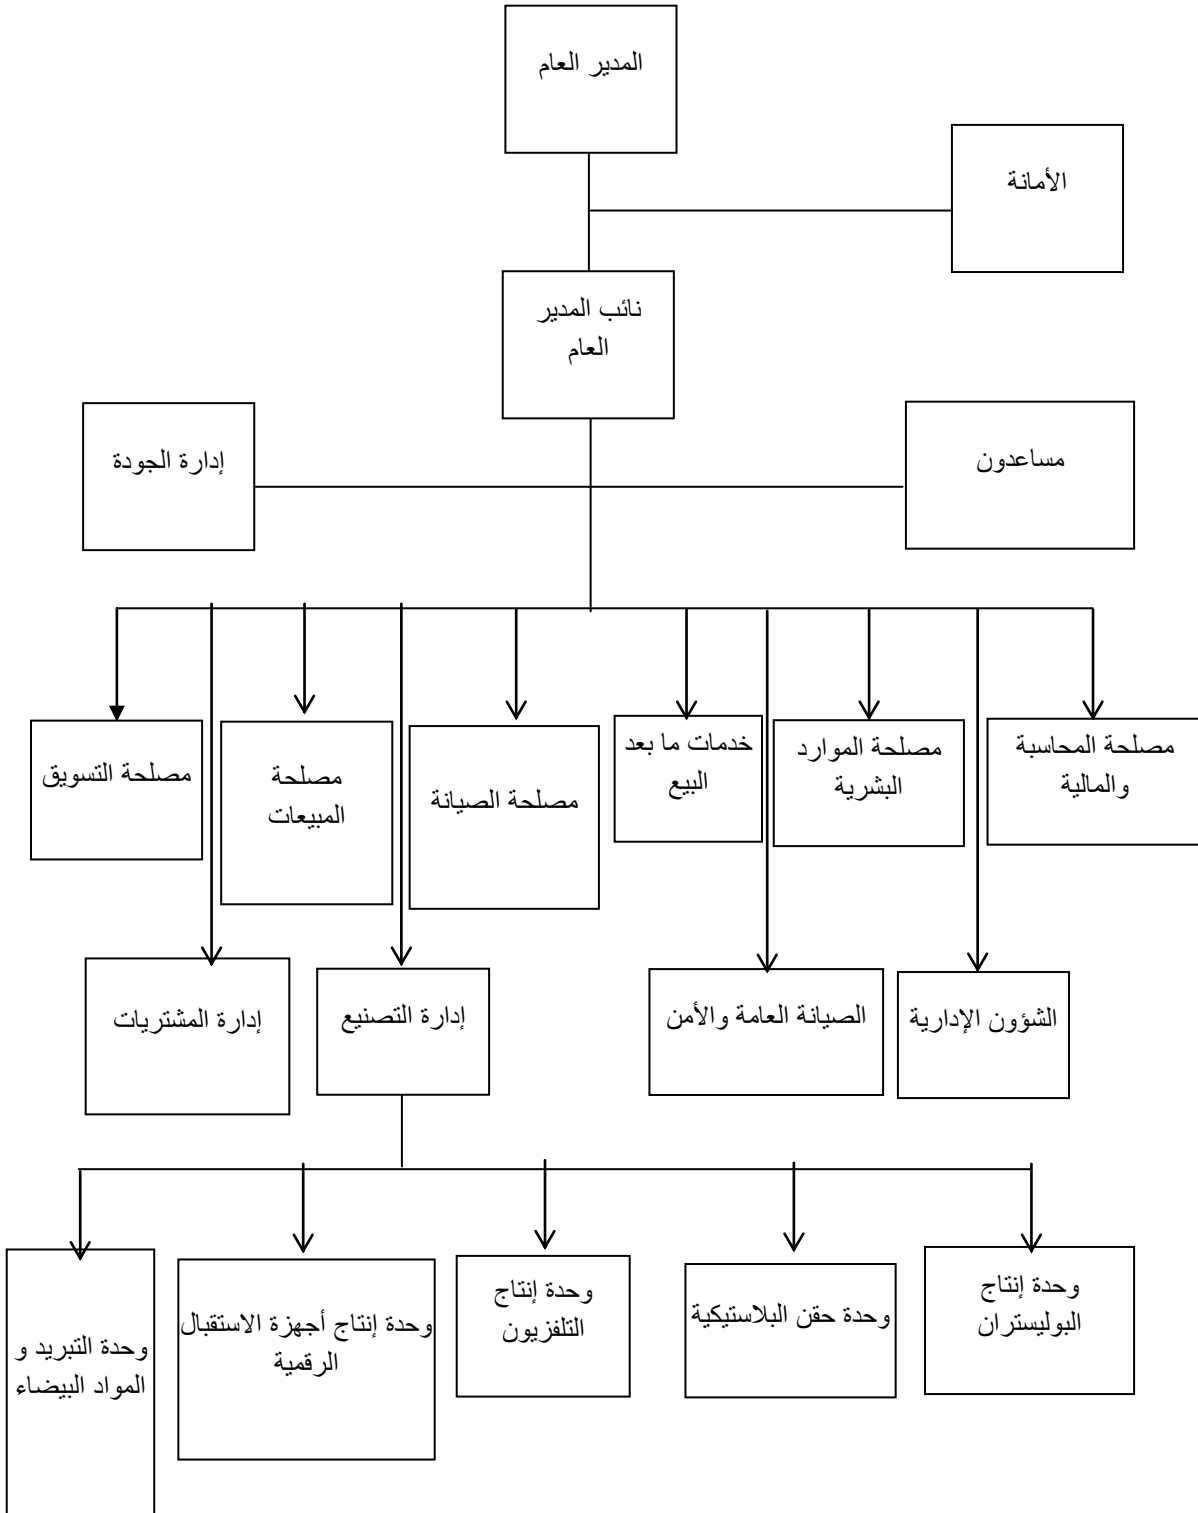 المدير العام
الأمانة
نائب المدير
العام
مساعدون
إدارة الجودة
مصلحة المحاسبة
والمالية
مصلحة الموارد
البشرية
خدمات ما بعد
البيع
مصلحة الصيانة
مصلحة
المبيعات
مصلحة التسويق
الشؤون الإدارية
الصيانة العامة والأمن
إدارة التصنيع
إدارة المشتريات
وحدة إنتاج
البوليستران
وحدة حقن البلاستيكية
وحدة إنتاج
التلفزيون
وحدة إنتاج أجهزة الاستقبال
الرقمية
وحدة التبريد و
المواد البيضاء